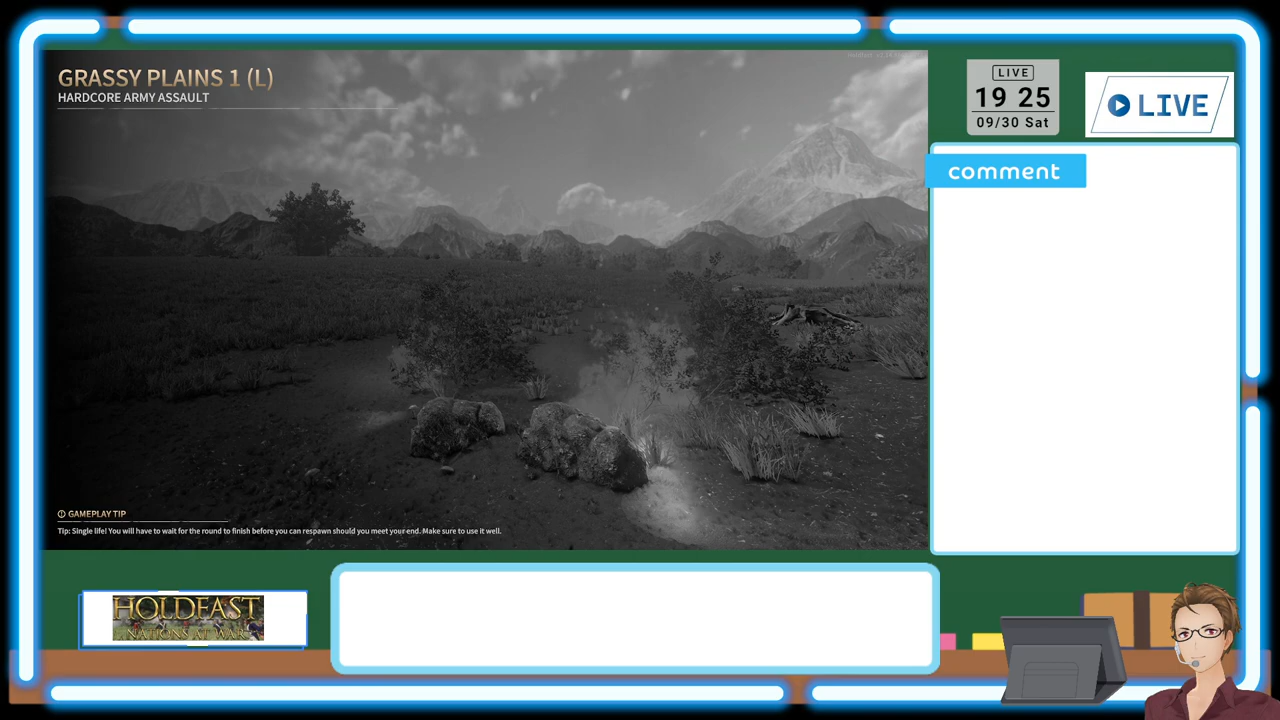 GRASSY PLAINS 1 (L)
HARDCORE ARMY ASSAULT
LIVE
19 25
09/30 Sat
LIVE
comment
GAMEPLAY TIP
Tip: Single life! You will have to wait for the round to finish before you can respawn should you meet your end. Make sure to use it well.
HOLDFAST
NATIONS AT WAR